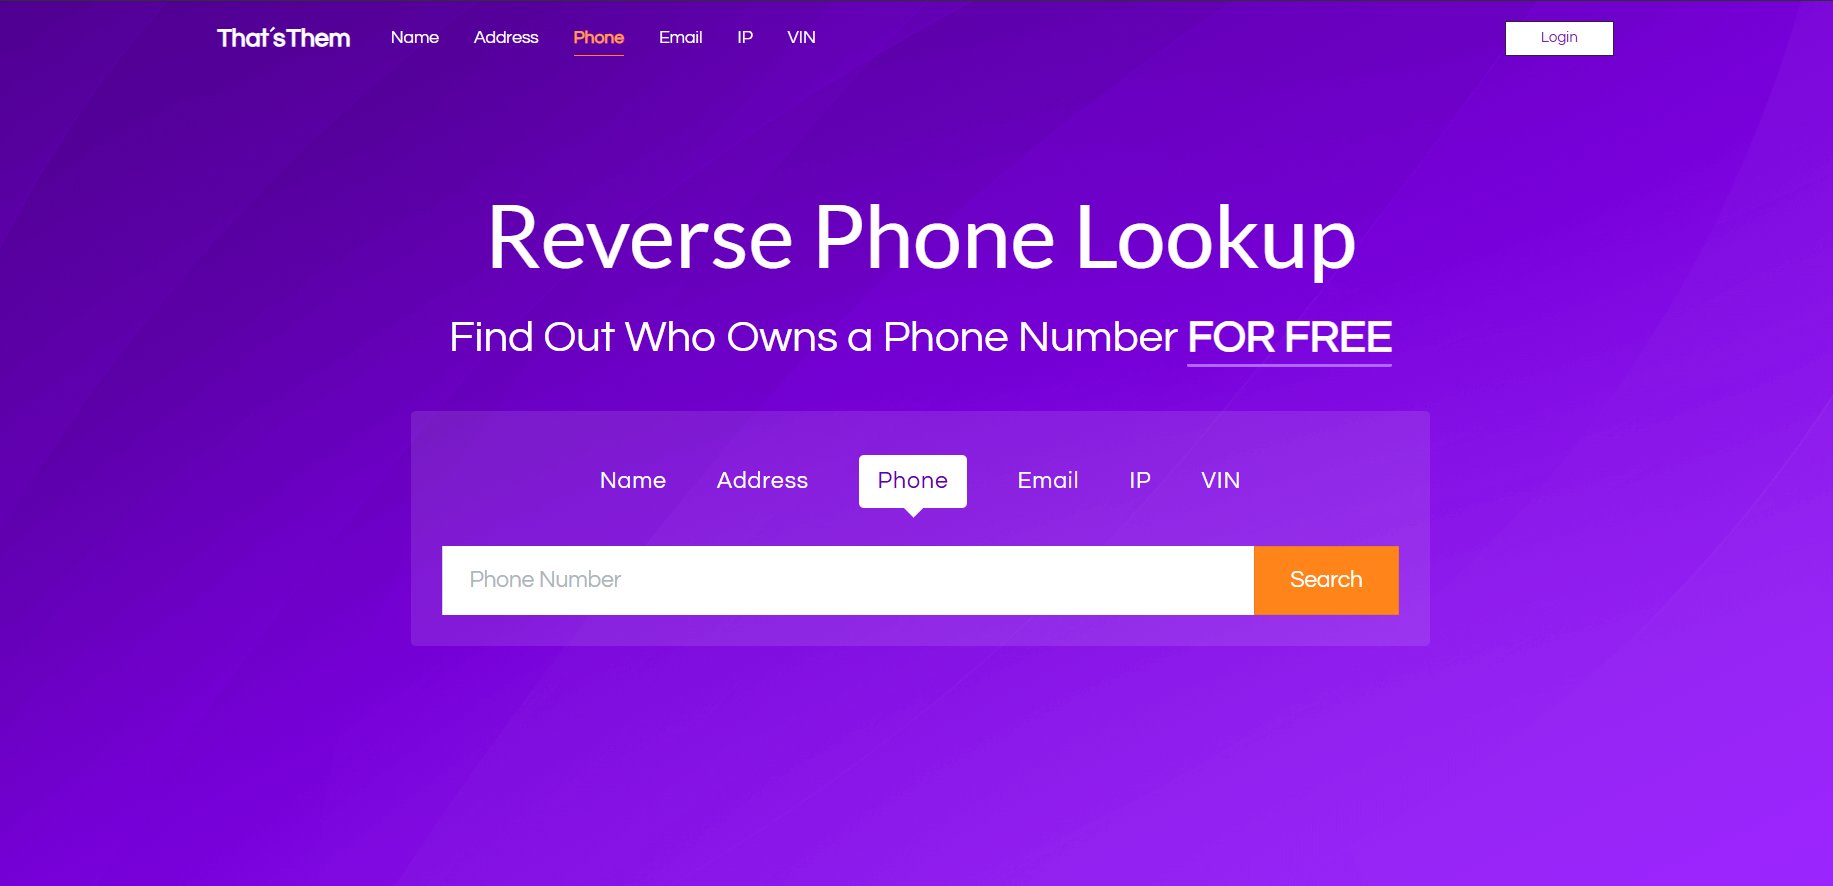 That'sThem Name Address Phone Email IP VIN Login
Reverse Phone Lookup
Find Out Who Owns a Phone Number FOR FREE
Name Address Phone Email IP VIN
Phone Number Search